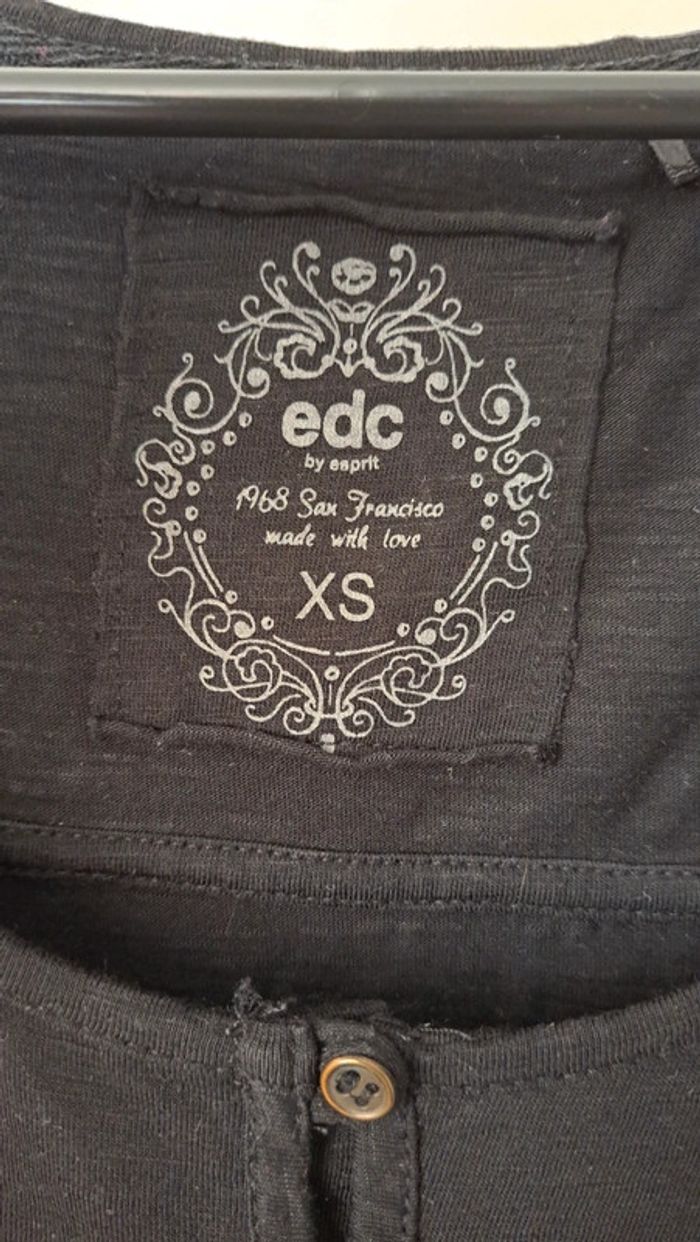 edc
by esprit
1968 San Francisco
made with love
XS